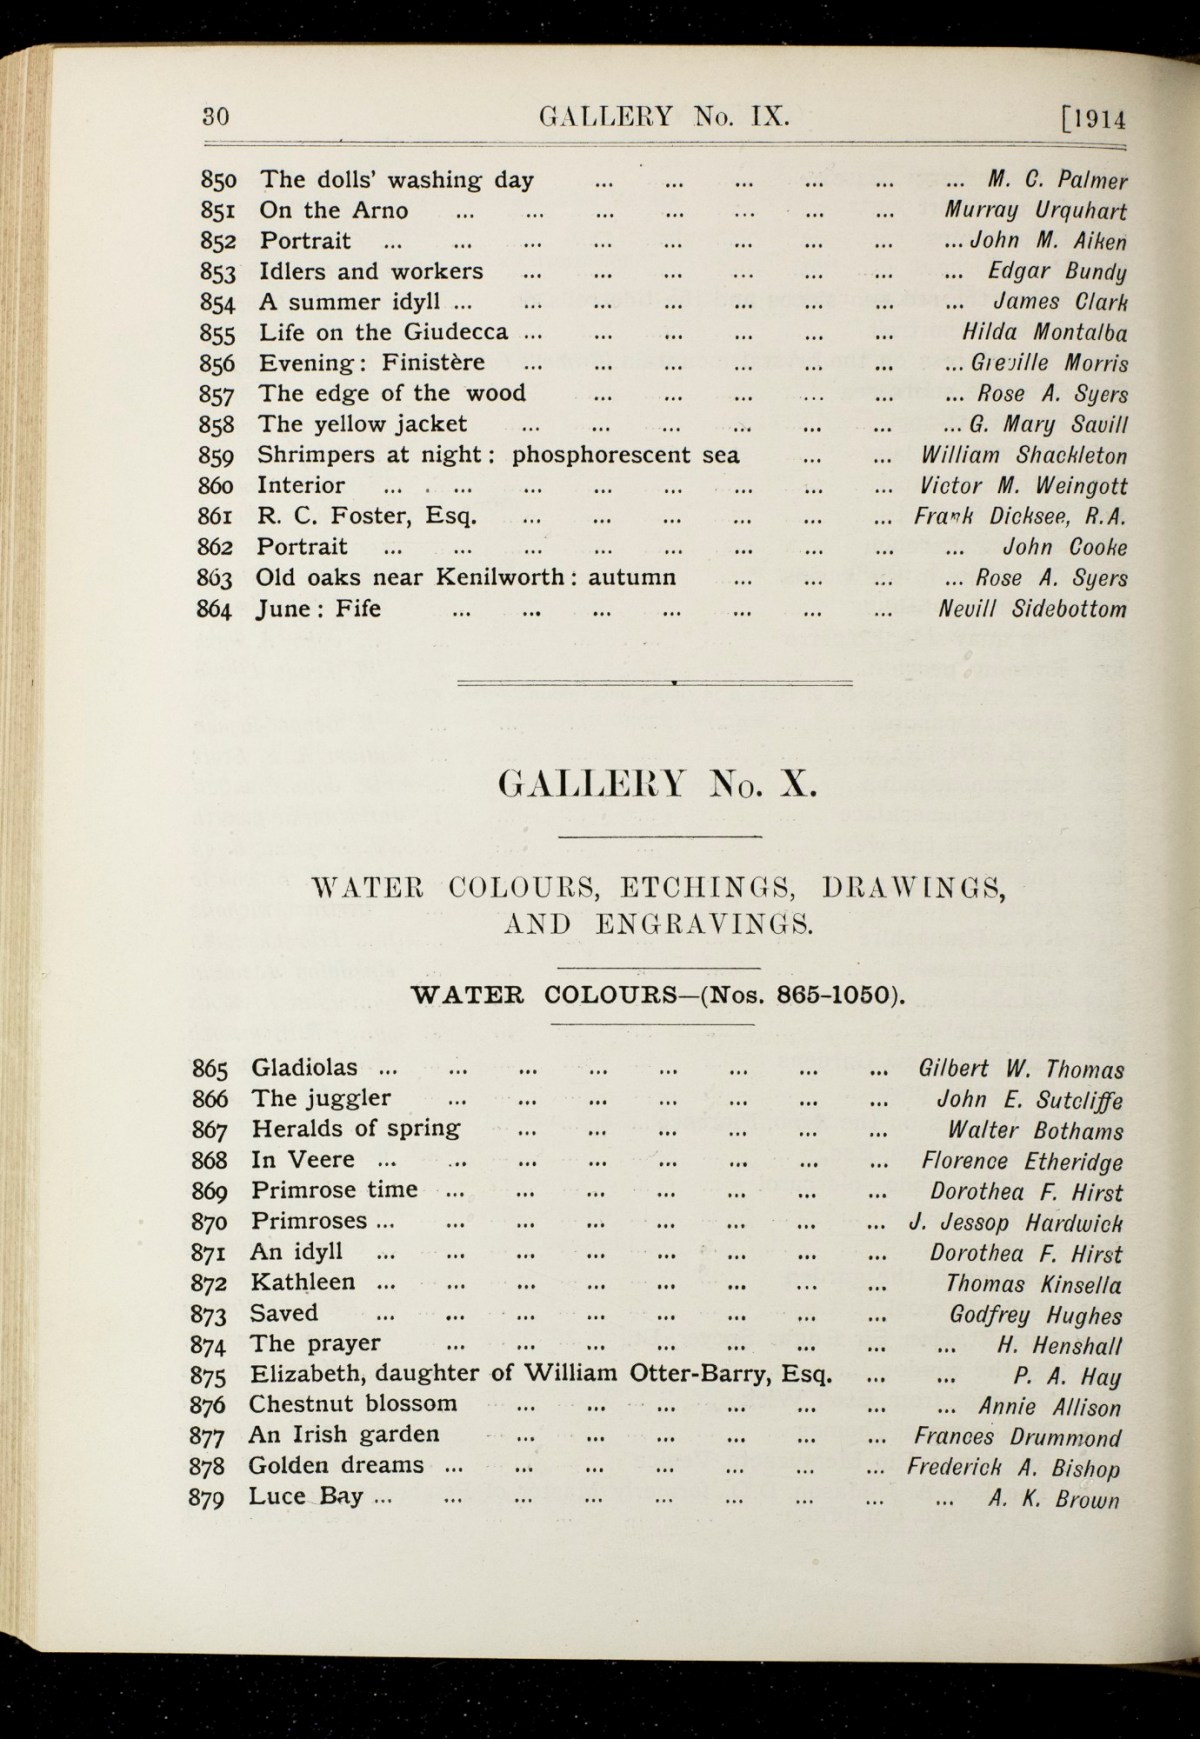 30 GALLERY No. IX. [1914
850 The dolls' washing day ... ... ... ... ... ... M. C. Palmer
851 On the Arno ... ... ... ... ... ... ... Murray Urquhart
852 Portrait ... ... ... ... ... ... ... ... ... John M. Aiken
853 Idlers and workers ... ... ... ... ... ... ... Edgar Bundy
854 A summer idyll ... ... ... ... ... ... ... ... James Clark
855 Life on the Giudecca ... ... ... ... ... ... Hilda Montalba
856 Evening: Finistère ... ... ... ... ... ... ... Greville Morris
857 The edge of the wood ... ... ... ... ... ... Rose A. Syers
858 The yellow jacket ... ... ... ... ... ... ... G. Mary Savill
859 Shrimpers at night: phosphorescent sea ... ... William Shackleton
860 Interior ... ... ... ... ... ... ... ... Victor M. Weingott
861 R. C. Foster, Esq. ... ... ... ... ... ... Frank Dicksee, R.A.
862 Portrait ... ... ... ... ... ... ... ... ... John Cooke
863 Old oaks near Kenilworth: autumn ... ... ... ... Rose A. Syers
864 June: Fife ... ... ... ... ... ... ... Nevill Sidebottom
GALLERY No. X.
WATER COLOURS, ETCHINGS, DRAWINGS,
AND ENGRAVINGS.
WATER COLOURS—(Nos. 865-1050).
865 Gladiolas ... ... ... ... ... ... ... ... Gilbert W. Thomas
866 The juggler ... ... ... ... ... ... ... John E. Sutcliffe
867 Heralds of spring ... ... ... ... ... ... Walter Bothams
868 In Veere ... ... ... ... ... ... ... ... Florence Etheridge
869 Primrose time ... ... ... ... ... ... ... Dorothea F. Hirst
870 Primroses ... ... ... ... ... ... ... ... J. Jessop Hardwick
871 An idyll ... ... ... ... ... ... ... ... Dorothea F. Hirst
872 Kathleen ... ... ... ... ... ... ... ... Thomas Kinsella
873 Saved ... ... ... ... ... ... ... ... Godfrey Hughes
874 The prayer ... ... ... ... ... ... ... ... H. Henshall
875 Elizabeth, daughter of William Otter-Barry, Esq. ... ... P. A. Hay
876 Chestnut blossom ... ... ... ... ... ... ... Annie Allison
877 An Irish garden ... ... ... ... ... ... Frances Drummond
878 Golden dreams ... ... ... ... ... ... ... Frederick A. Bishop
879 Luce Bay ... ... ... ... ... ... ... ... ... A. K. Brown